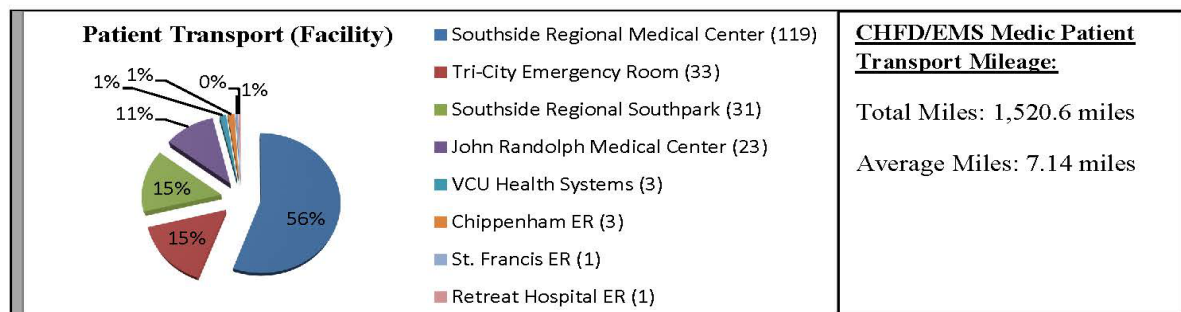 Patient Transport (Facility)
1%
1%
0%
1%
11%
15%
15%
56%
Southside Regional Medical Center (119)
Tri-City Emergency Room (33)
Southside Regional Southpark (31)
John Randolph Medical Center (23)
VCU Health Systems (3)
Chippenham ER (3)
St. Francis ER (1)
Retreat Hospital ER (1)
CHFD/EMS Medic Patient
Transport Mileage:
Total Miles: 1,520.6 miles
Average Miles: 7.14 miles